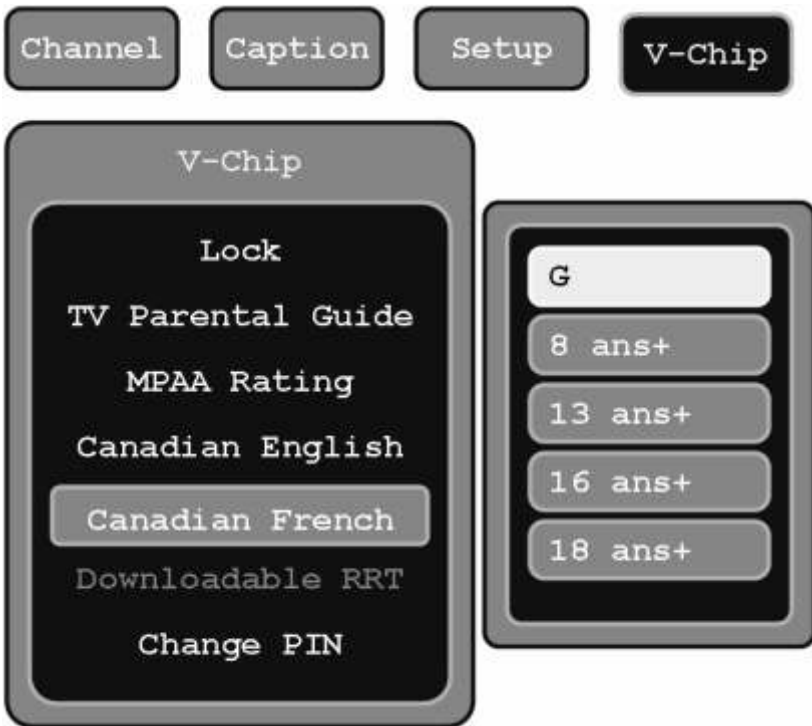 Channel
Caption
Setup
V-Chip
V-Chip
Lock
TV Parental Guide
MPAA Rating
Canadian English
Canadian French
Downloadable RRT
Change PIN
G
8 ans+
13 ans+
16 ans+
18 ans+